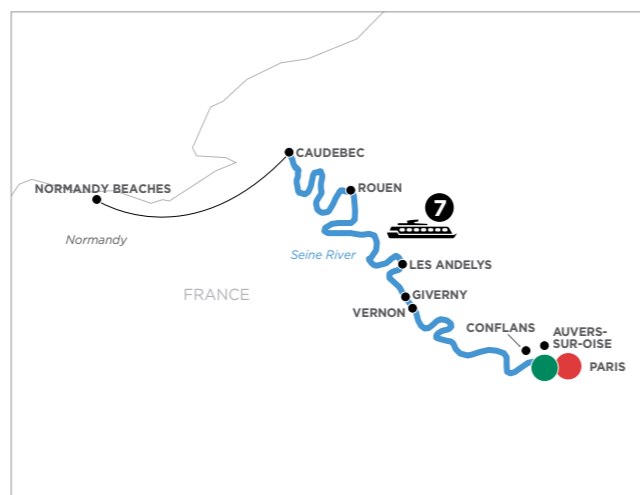 CAUDEBEC
NORMANDY BEACHES
ROUEN
7
Normandy
Seine River
LES ANDELYS
FRANCE
GIVERNY
VERNON
CONFLANS
AUVERS-
SUR-OISE
PARIS